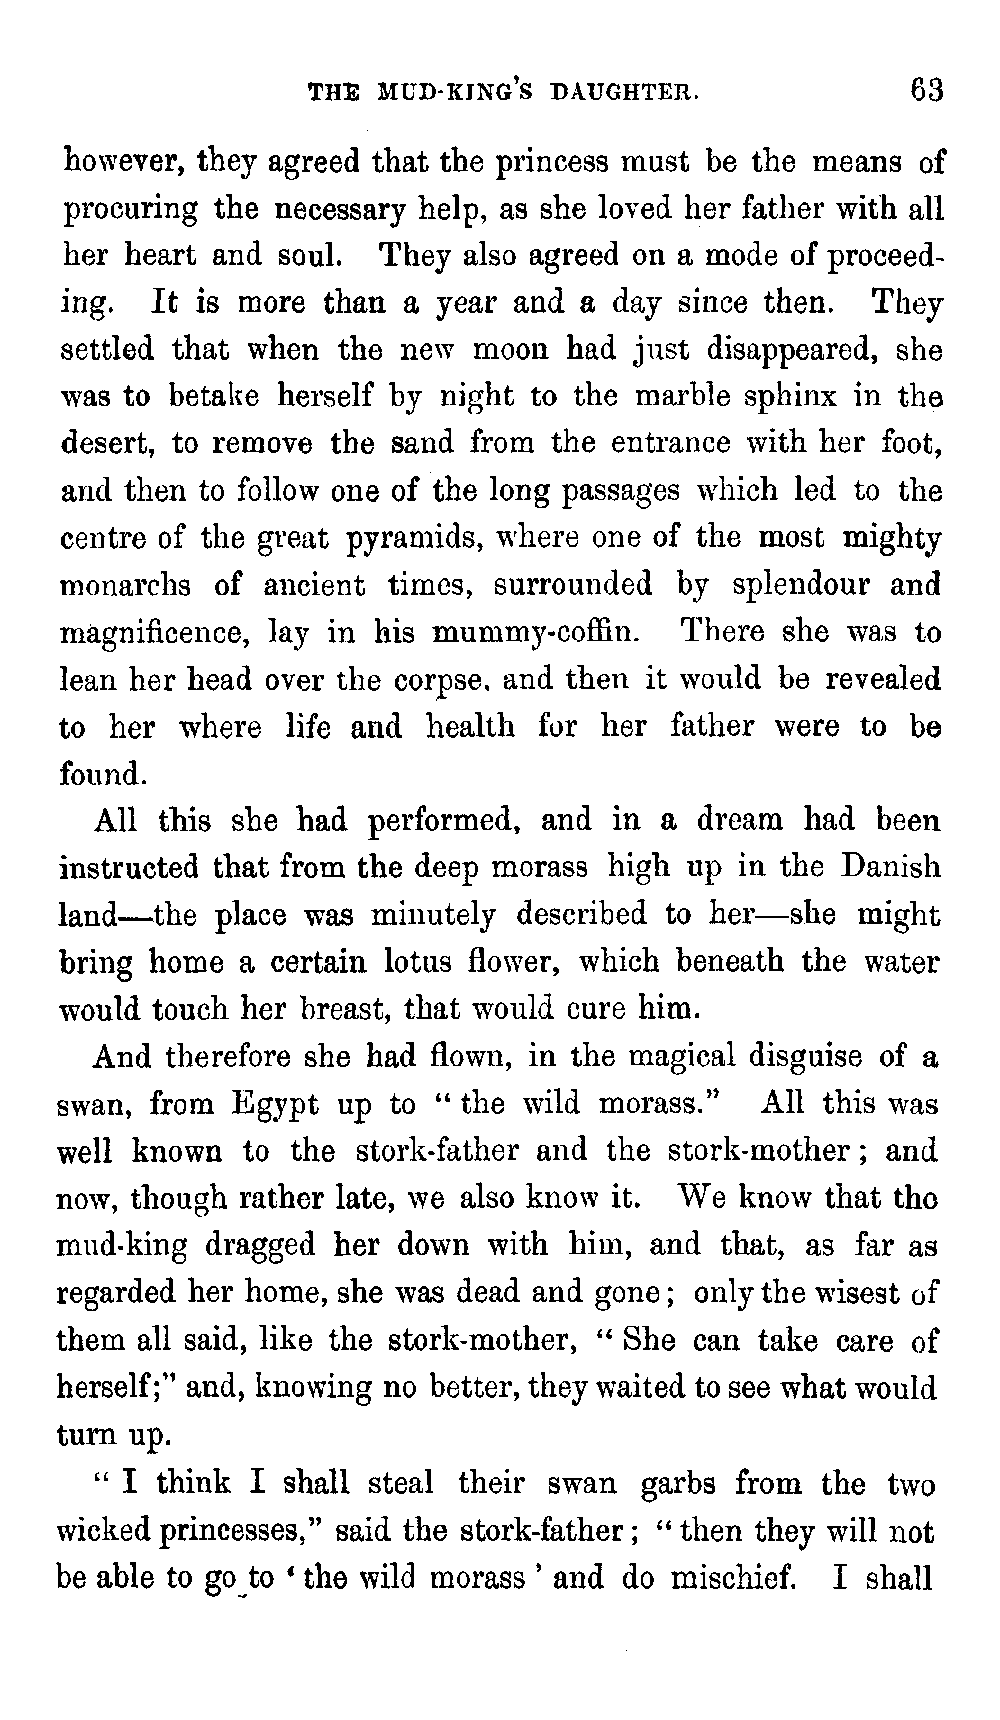 THE MUD-KING'S DAUGHTER. 63
however, they agreed that the princess must be the means of
procuring the necessary help, as she loved her father with all
her heart and soul. They also agreed on a mode of proceed-
ing. It is more than a year and a day since then. They
settled that when the new moon had just disappeared, she
was to betake herself by night to the marble sphinx in the
desert, to remove the sand from the entrance with her foot,
and then to follow one of the long passages which led to the
centre of the great pyramids, where one of the most mighty
monarchs of ancient times, surrounded by splendour and
magnificence, lay in his mummy-coffin. There she was to
lean her head over the corpse, and then it would be revealed
to her where life and health for her father were to be
found.
All this she had performed, and in a dream had been
instructed that from the deep morass high up in the Danish
land—the place was minutely described to her—she might
bring home a certain lotus flower, which beneath the water
would touch her breast, that would cure him.
And therefore she had flown, in the magical disguise of a
swan, from Egypt up to “ the wild morass.” All this was
well known to the stork-father and the stork-mother ; and
now, though rather late, we also know it. We know that the
mud-king dragged her down with him, and that, as far as
regarded her home, she was dead and gone ; only the wisest of
them all said, like the stork-mother, “ She can take care of
herself;” and, knowing no better, they waited to see what would
turn up.
“ I think I shall steal their swan garbs from the two
wicked princesses,” said the stork-father ; “ then they will not
be able to go to ‘ the wild morass ’ and do mischief. I shall